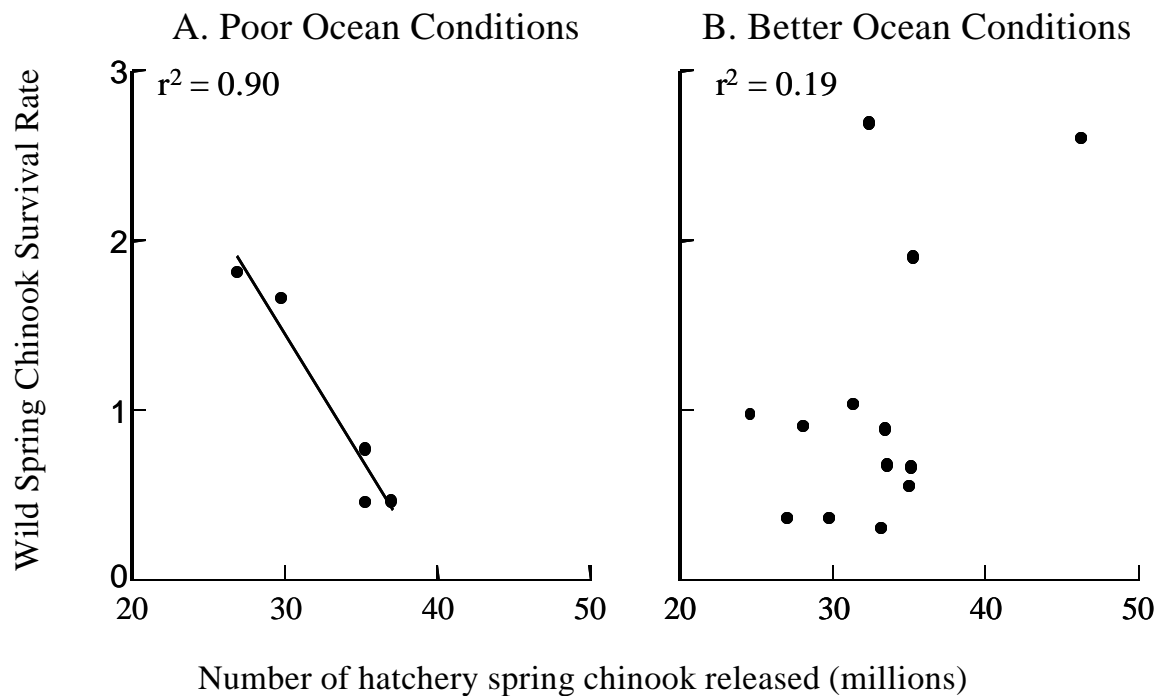 A. Poor Ocean Conditions
B. Better Ocean Conditions
Wild Spring Chinook Survival Rate
r² = 0.90
r² = 0.19
3
2
1
0
20 30 40 50
20 30 40 50
Number of hatchery spring chinook released (millions)